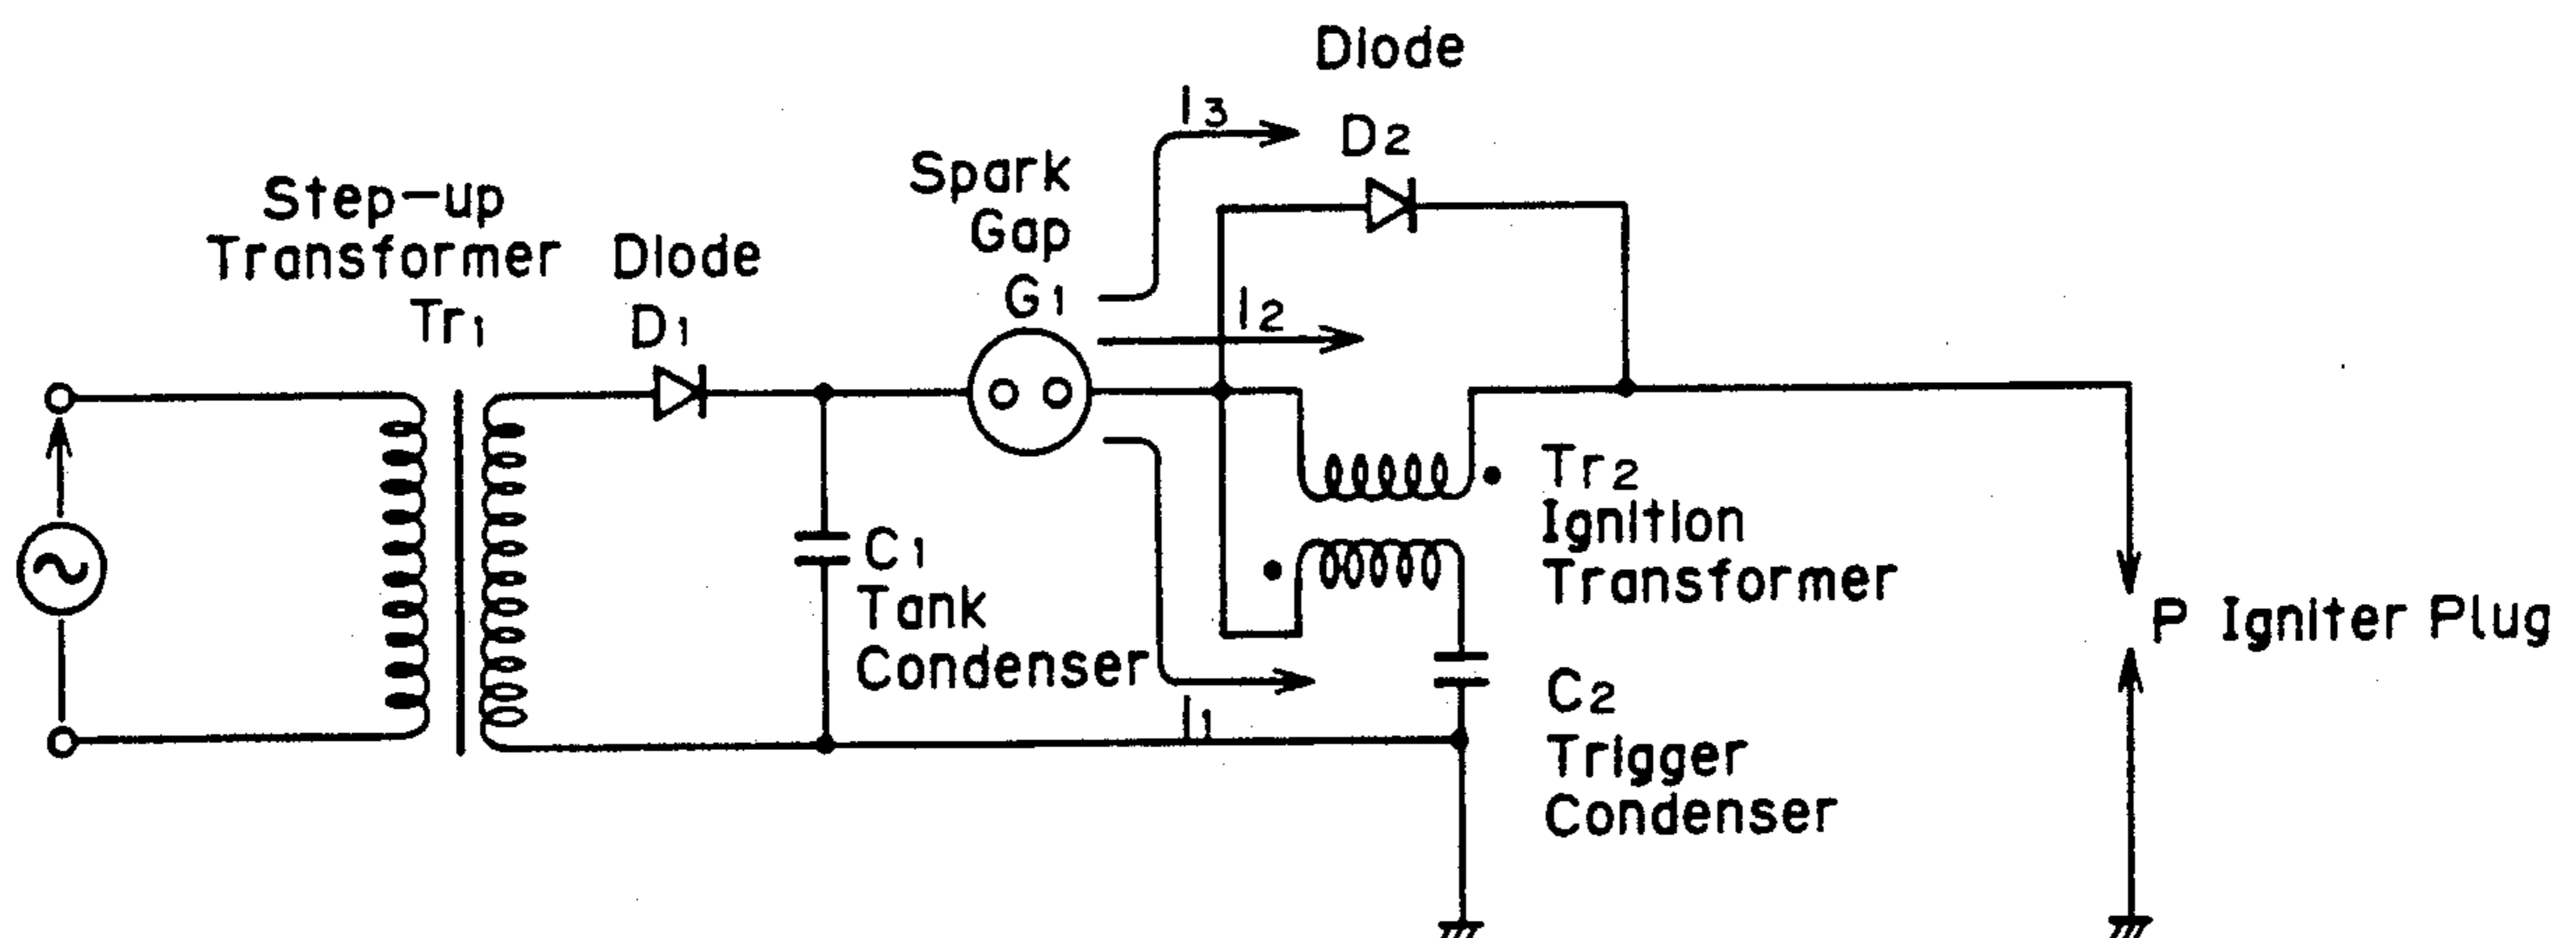 Diode
D2
I3
Spark
Gap
G1
I2
Step-up
Transformer
Tr1
Diode
D1
C1
Tank
Condenser
I1
Tr2
Ignition
Transformer
C2
Trigger
Condenser
P Igniter Plug